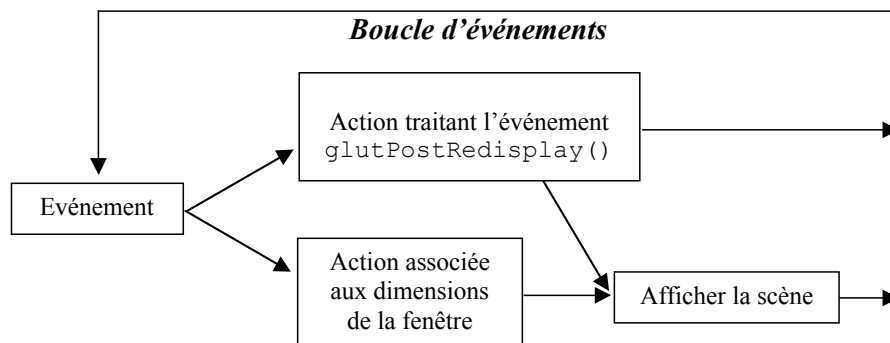 Boucle d’événements
Action traitant l’événement
glutPostRedisplay()
Evénement
Action associée
aux dimensions
de la fenêtre
Afficher la scène